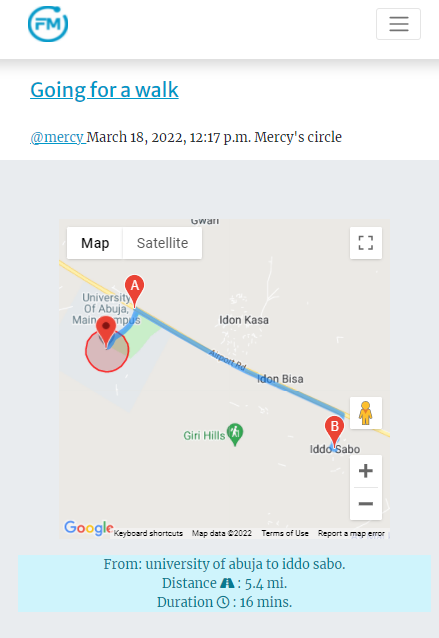 FM
Going for a walk
@mercy March 18, 2022, 12:17 p.m. Mercy's circle
Gwari
Map Satellite
A
University
Of Abuja,
Main Campus
Idon Kasa
Airport Rd
Idon Bisa
B
Giri Hills
Iddo Sabo
Google
Keyboard shortcuts Map data ©2022 Terms of Use Report a map error
From: university of abuja to iddo sabo.
Distance : 5.4 mi.
Duration : 16 mins.